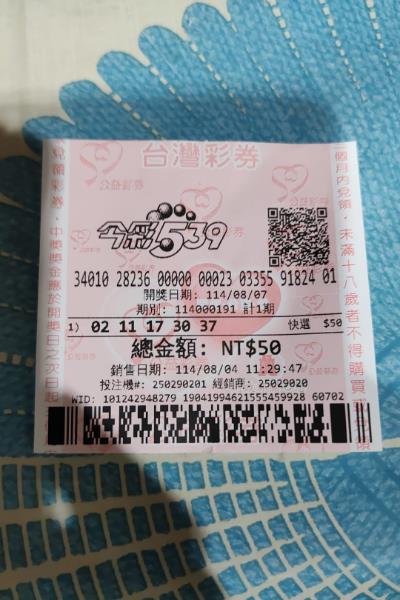 台灣彩券
今彩539
34010 28236 00000 00023 03355 91824 01
開獎日期: 114/08/07
期別: 114000191 計1期
1) 02 11 17 30 37 快選 $50
總金額: NT$50
銷售日期: 114/08/04 11:29:47
投注機#: 250290201 經銷商: 25029020
WID: 101242948279 19041994621555459928 60702
兌領彩券‧中獎獎金應於開獎日之次日起
個月內兌領‧未滿十八歲者不得購買或兌領